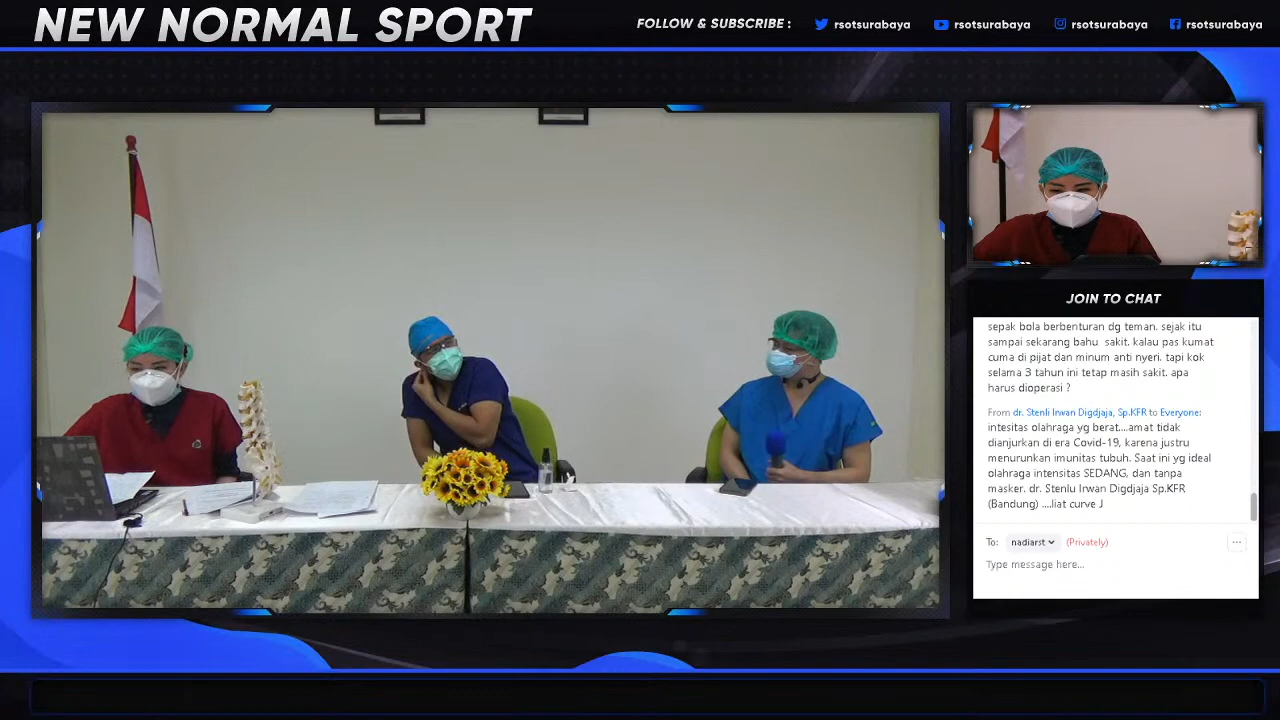 NEW NORMAL SPORT
FOLLOW & SUBSCRIBE :
rsotsurabaya
rsotsurabaya
rsotsurabaya
rsotsurabaya
JOIN TO CHAT
sepak bola berbenturan dg teman. sejak itu
sampai sekarang bahu sakit. kalau pas kumat
cuma di pijat dan minum anti nyeri. tapi kok
selama 3 tahun ini tetap masih sakit. apa
harus dioperasi ?
From dr. Stenli Irwan Digdjaja, Sp.KFR to Everyone:
intesitas olahraga yg berat....amat tidak
dianjurkan di era Covid-19, karena justru
menurunkan imunitas tubuh. Saat ini yg ideal
olahraga intensitas SEDANG, dan tanpa
masker. dr. Stenlu Irwan Digdjaja Sp.KFR
(Bandung) ....liat curve J
To: nadiarst (Privately)
...
Type message here...